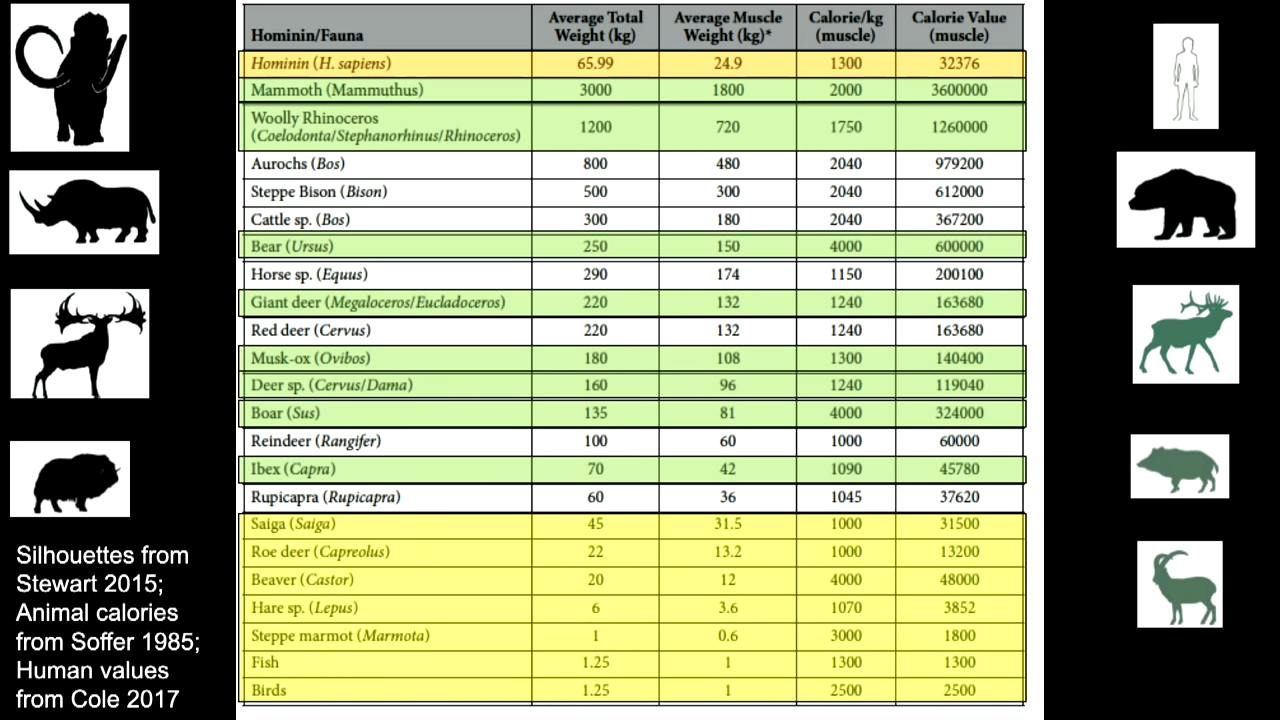 Hominin/Fauna Average Total Weight (kg) Average Muscle Weight (kg)* Calorie/kg (muscle) Calorie Value (muscle)
Hominin (H. sapiens) 65.99 24.9 1300 32376
Mammoth (Mammuthus) 3000 1800 2000 3600000
Woolly Rhinoceros
(Coelodonta/Stephanorhinus/Rhinoceros) 1200 720 1750 1260000
Aurochs (Bos) 800 480 2040 979200
Steppe Bison (Bison) 500 300 2040 612000
Cattle sp. (Bos) 300 180 2040 367200
Bear (Ursus) 250 150 4000 600000
Horse sp. (Equus) 290 174 1150 200100
Giant deer (Megaloceros/Eucladoceros) 220 132 1240 163680
Red deer (Cervus) 220 132 1240 163680
Musk-ox (Ovibos) 180 108 1300 140400
Deer sp. (Cervus/Dama) 160 96 1240 119040
Boar (Sus) 135 81 4000 324000
Reindeer (Rangifer) 100 60 1000 60000
Ibex (Capra) 70 42 1090 45780
Rupicapra (Rupicapra) 60 36 1045 37620
Saiga (Saiga) 45 31.5 1000 31500
Roe deer (Capreolus) 22 13.2 1000 13200
Beaver (Castor) 20 12 4000 48000
Hare sp. (Lepus) 6 3.6 1070 3852
Steppe marmot (Marmota) 1 0.6 3000 1800
Fish 1.25 1 1300 1300
Birds 1.25 1 2500 2500
Silhouettes from
Stewart 2015;
Animal calories
from Soffer 1985;
Human values
from Cole 2017